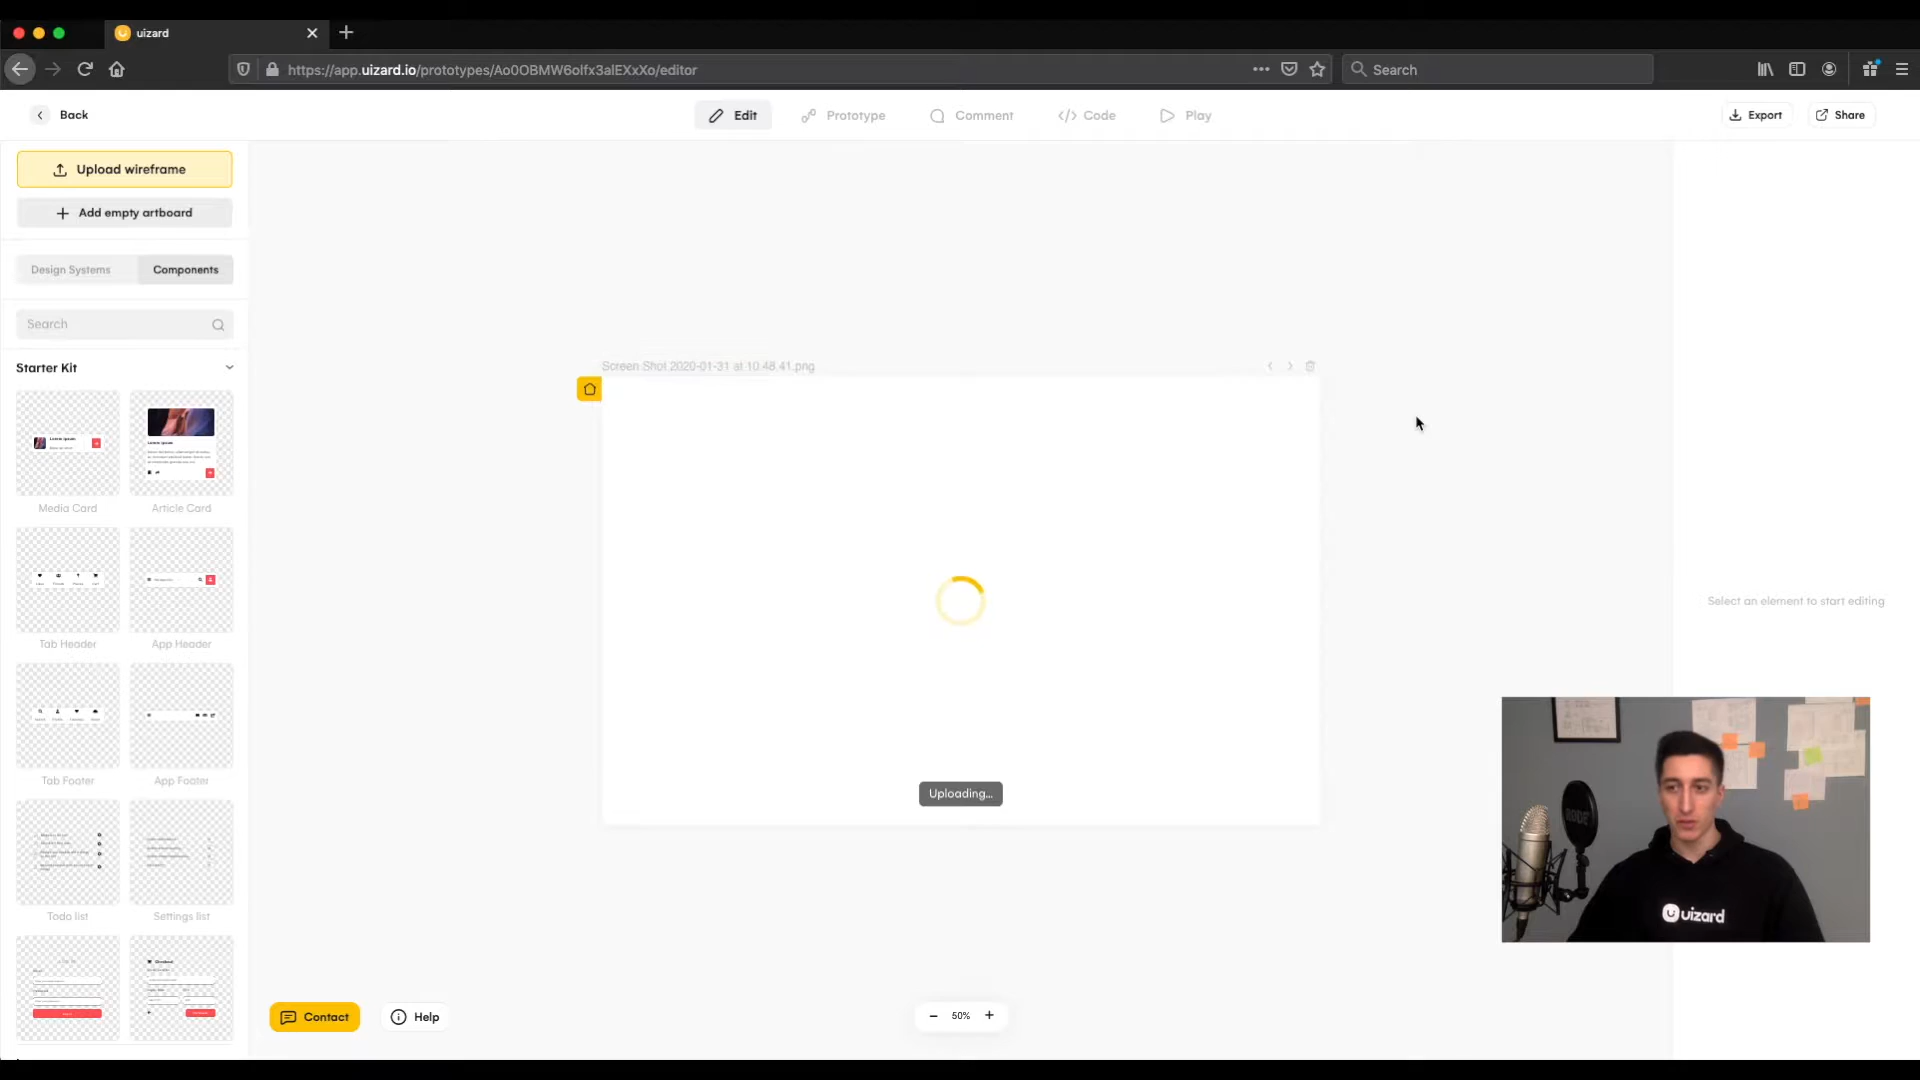 uizard
https://app.uizard.io/prototypes/Ao0OBMW6olfx3alEXxXo/editor
Search
Back
Edit
Prototype
Comment
Code
Play
Export
Share
Upload wireframe
Add empty artboard
Design Systems
Components
Search
Starter Kit
Screen Shot 2020-01-31 at 10.48.41.png
Media Card
Article Card
Tab Header
App Header
Select an element to start editing
Tab Footer
App Footer
Uploading...
RODE
uizard
Todo list
Settings list
Checkout
Contact
Help
50%